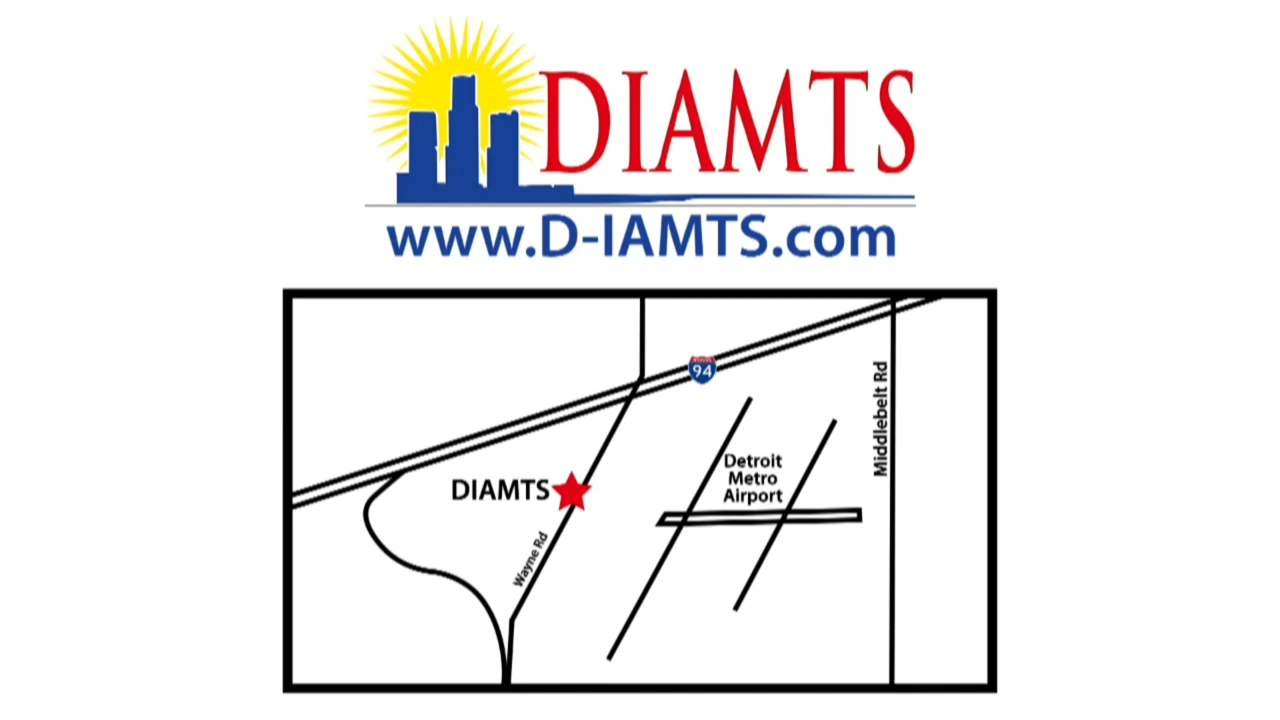 DIAMTS
www.D-IAMTS.com
94
Middlebelt Rd
Detroit
Metro
Airport
DIAMTS
Wayne Rd